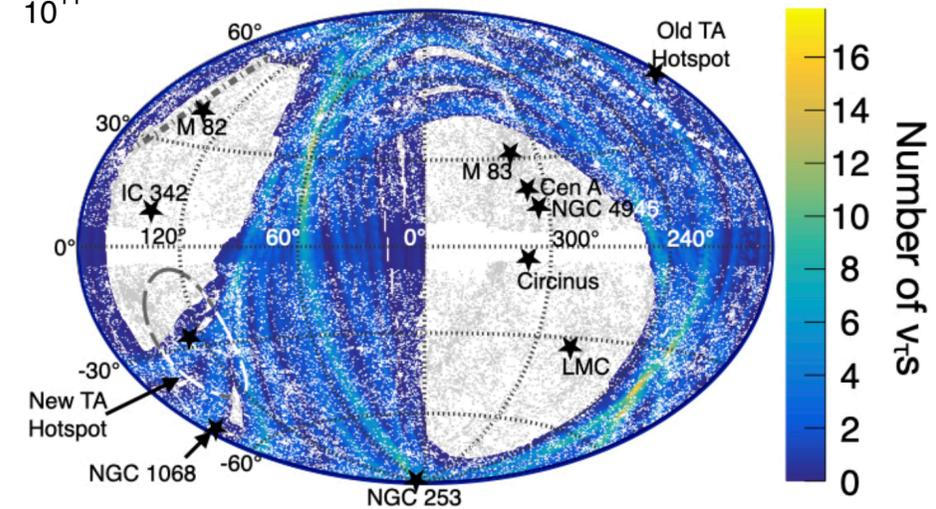 10¹¹
60°
Old TA
Hotspot
16
30°
M 82
14
M 83
12
IC 342
Cen A
NGC 4945
10
0°
120°
60°
0°
300°
240°
8
Circinus
6
LMC
-30°
4
New TA
Hotspot
2
NGC 1068
-60°
0
NGC 253
Number of ντs